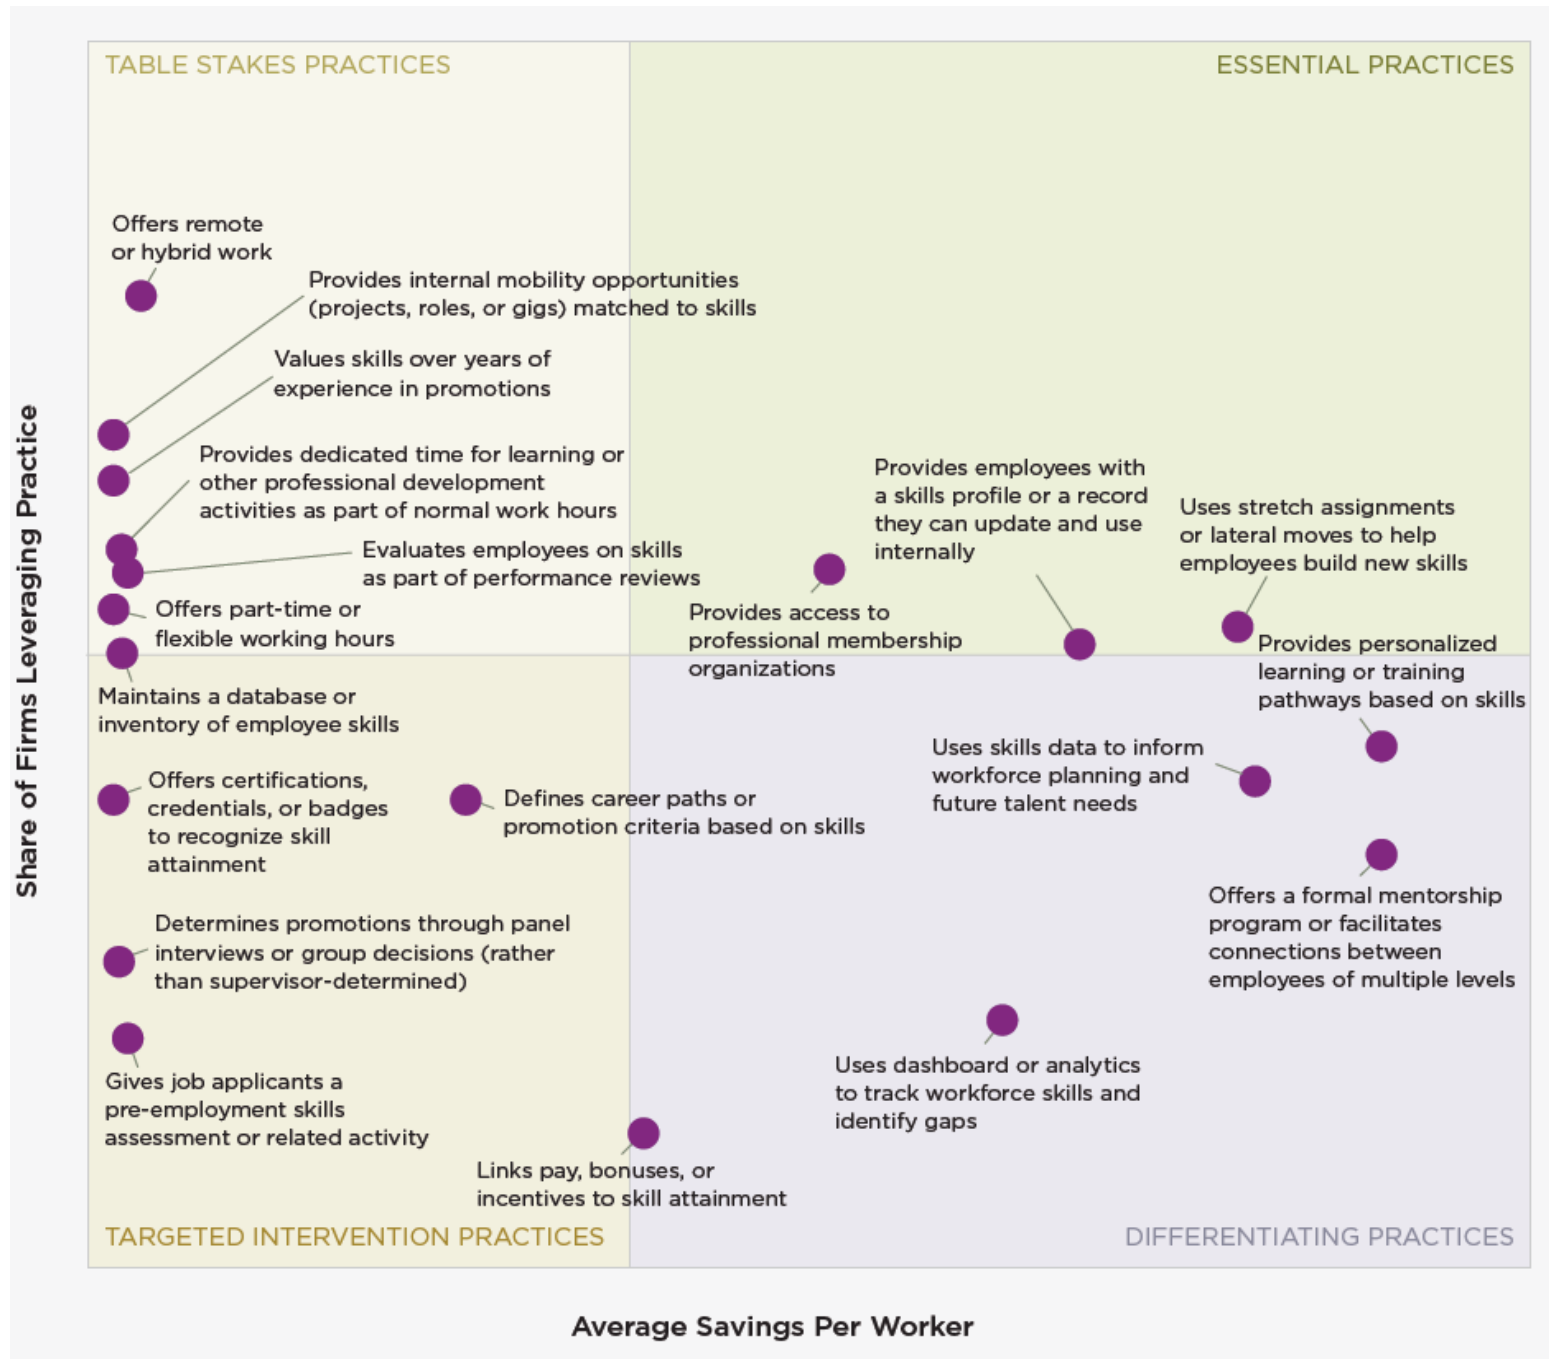 TABLE STAKES PRACTICES
ESSENTIAL PRACTICES
Offers remote
or hybrid work
Provides internal mobility opportunities
(projects, roles, or gigs) matched to skills
Values skills over years of
experience in promotions
Provides dedicated time for learning or
other professional development
activities as part of normal work hours
Evaluates employees on skills
as part of performance reviews
Offers part-time or
flexible working hours
Maintains a database or
inventory of employee skills
Provides access to
professional membership
organizations
Provides employees with
a skills profile or a record
they can update and use
internally
Uses stretch assignments
or lateral moves to help
employees build new skills
Provides personalized
learning or training
pathways based on skills
Offers certifications,
credentials, or badges
to recognize skill
attainment
Defines career paths or
promotion criteria based on skills
Uses skills data to inform
workforce planning and
future talent needs
Offers a formal mentorship
program or facilitates
connections between
employees of multiple levels
Determines promotions through panel
interviews or group decisions (rather
than supervisor-determined)
Gives job applicants a
pre-employment skills
assessment or related activity
Uses dashboard or analytics
to track workforce skills and
identify gaps
Links pay, bonuses, or
incentives to skill attainment
TARGETED INTERVENTION PRACTICES
DIFFERENTIATING PRACTICES
Share of Firms Leveraging Practice
Average Savings Per Worker